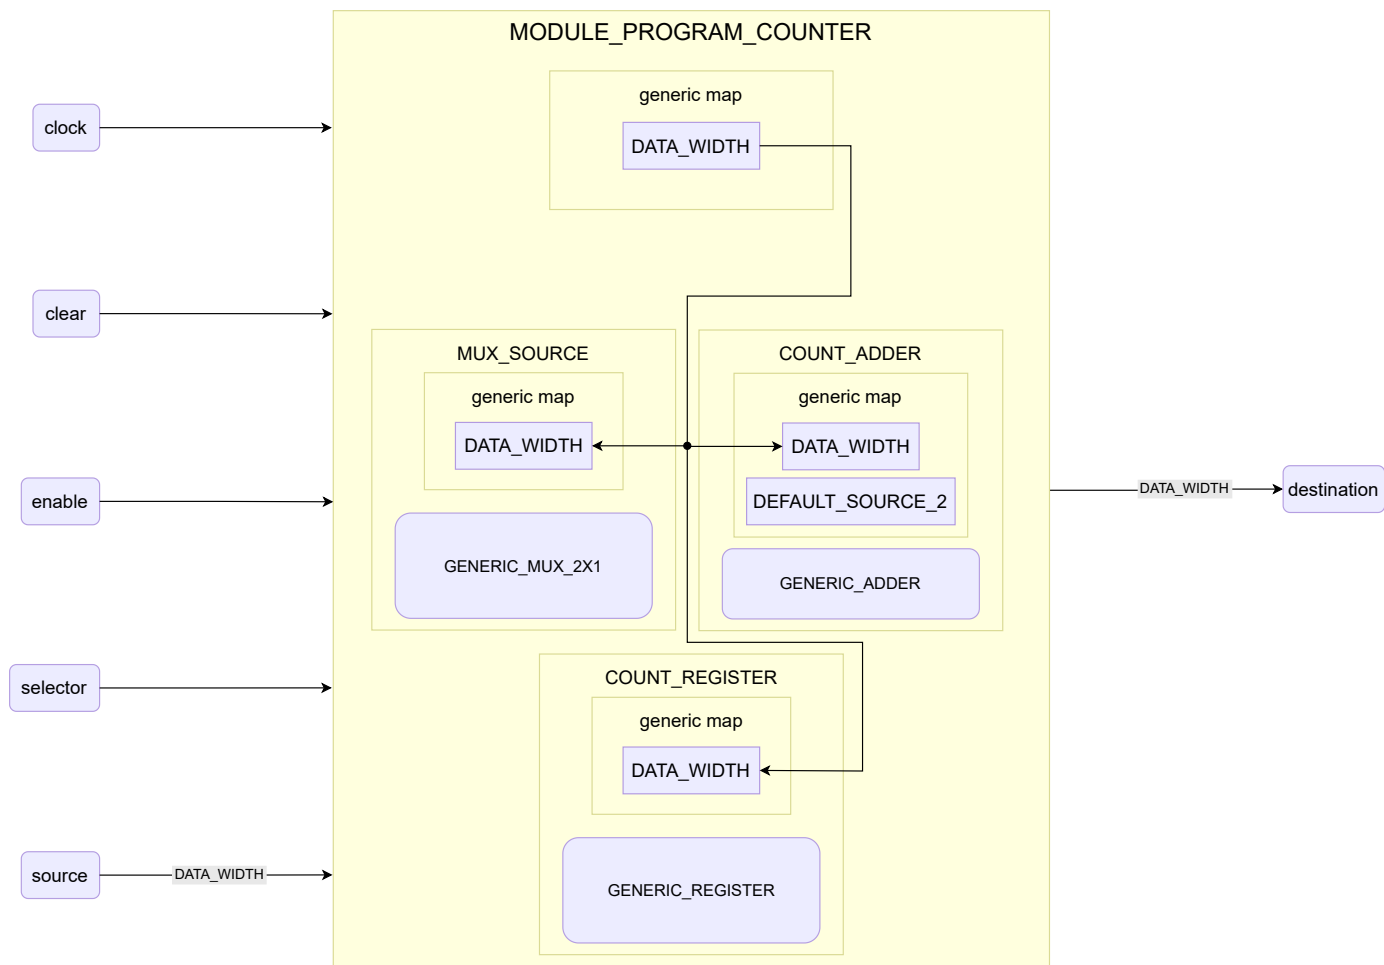 MODULE_PROGRAM_COUNTER
generic map
DATA_WIDTH
clock
clear
enable
selector
source
DATA_WIDTH
MUX_SOURCE
generic map
DATA_WIDTH
GENERIC_MUX_2X1
COUNT_ADDER
generic map
DATA_WIDTH
DEFAULT_SOURCE_2
GENERIC_ADDER
COUNT_REGISTER
generic map
DATA_WIDTH
GENERIC_REGISTER
DATA_WIDTH
destination